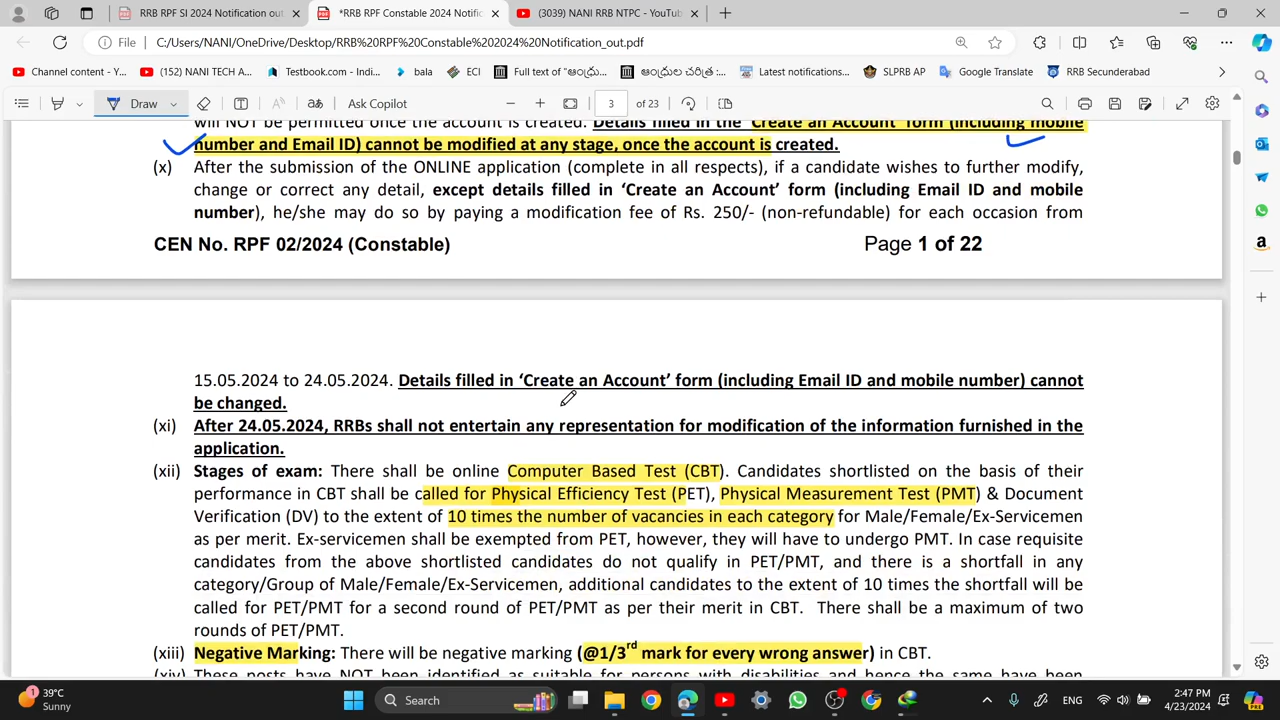 RRB RPF SI 2024 Notification out
*RRB RPF Constable 2024 Notific
(3039) NANI RRB NTPC - YouTub
File
C:/Users/NANI/OneDrive/Desktop/RRB%20RPF%20Constable%202024%20Notification_out.pdf
Channel content - Y...
(152) NANI TECH A...
Testbook.com - Indi...
bala
ECI
Full text of "ఆంధ్రు...
ఆంధ్రుల చరిత్ర :...
Latest notifications...
SLPRB AP
Google Translate
RRB Secunderabad
Draw
Ask Copilot
3
of 23
will NOT be permitted once the account is created. Details filled in the 'Create an Account' form (including mobile
number and Email ID) cannot be modified at any stage, once the account is created.
(x) After the submission of the ONLINE application (complete in all respects), if a candidate wishes to further modify,
change or correct any detail, except details filled in 'Create an Account' form (including Email ID and mobile
number), he/she may do so by paying a modification fee of Rs. 250/- (non-refundable) for each occasion from
CEN No. RPF 02/2024 (Constable)
Page 1 of 22
15.05.2024 to 24.05.2024. Details filled in 'Create an Account' form (including Email ID and mobile number) cannot
be changed.
(xi) After 24.05.2024, RRBs shall not entertain any representation for modification of the information furnished in the
application.
(xii) Stages of exam: There shall be online Computer Based Test (CBT). Candidates shortlisted on the basis of their
performance in CBT shall be called for Physical Efficiency Test (PET), Physical Measurement Test (PMT) & Document
Verification (DV) to the extent of 10 times the number of vacancies in each category for Male/Female/Ex-Servicemen
as per merit. Ex-servicemen shall be exempted from PET, however, they will have to undergo PMT. In case requisite
candidates from the above shortlisted candidates do not qualify in PET/PMT, and there is a shortfall in any
category/Group of Male/Female/Ex-Servicemen, additional candidates to the extent of 10 times the shortfall will be
called for PET/PMT for a second round of PET/PMT as per their merit in CBT. There shall be a maximum of two
rounds of PET/PMT.
(xiii) Negative Marking: There will be negative marking (@1/3rd mark for every wrong answer) in CBT.
(xiv) These posts have NOT been identified as suitable for persons with disabilities and hence the same have been
39°C
Sunny
Search
ENG
2:47 PM
4/23/2024